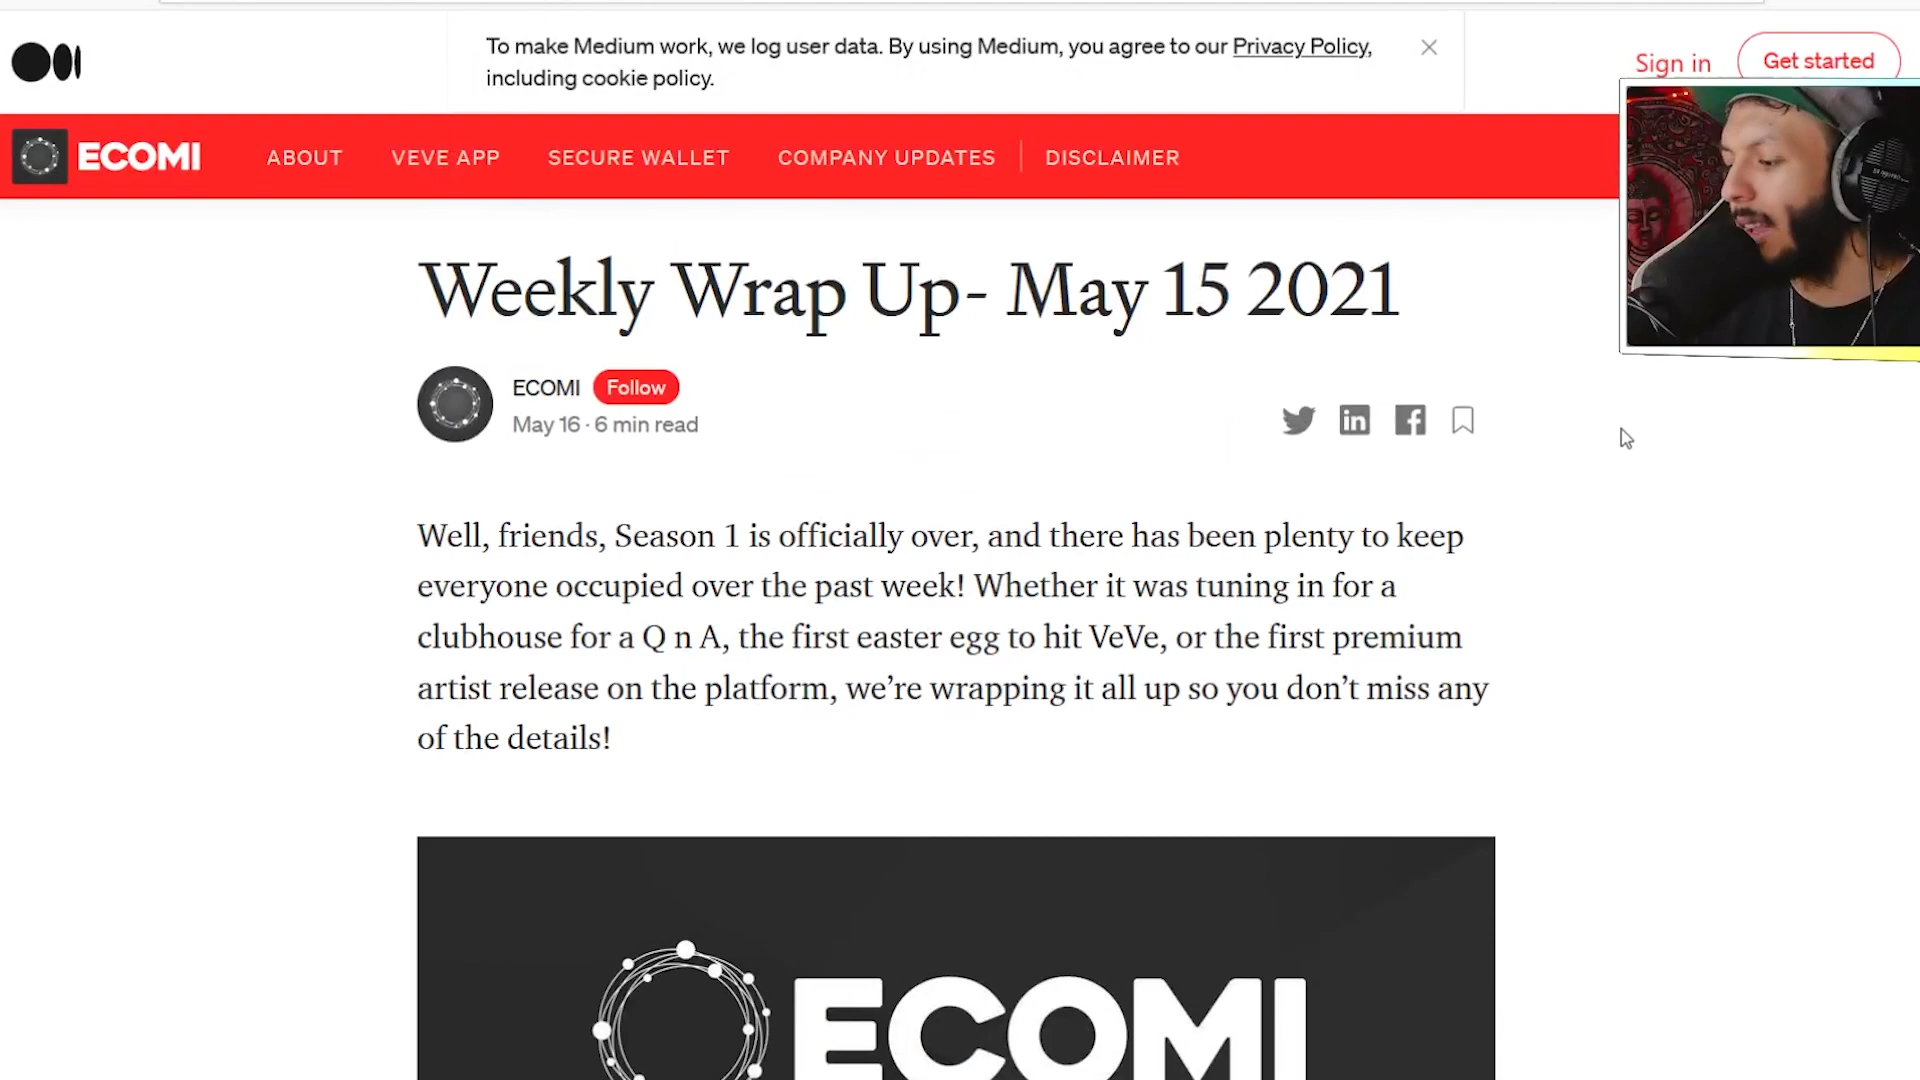 To make Medium work, we log user data. By using Medium, you agree to our Privacy Policy,
including cookie policy.
Sign in
Get started
ECOMI
ABOUT
VEVE APP
SECURE WALLET
COMPANY UPDATES
DISCLAIMER
Weekly Wrap Up- May 15 2021
ECOMI
Follow
May 16 · 6 min read
Well, friends, Season 1 is officially over, and there has been plenty to keep
everyone occupied over the past week! Whether it was tuning in for a
clubhouse for a Q n A, the first easter egg to hit VeVe, or the first premium
artist release on the platform, we’re wrapping it all up so you don’t miss any
of the details!
ECOMI